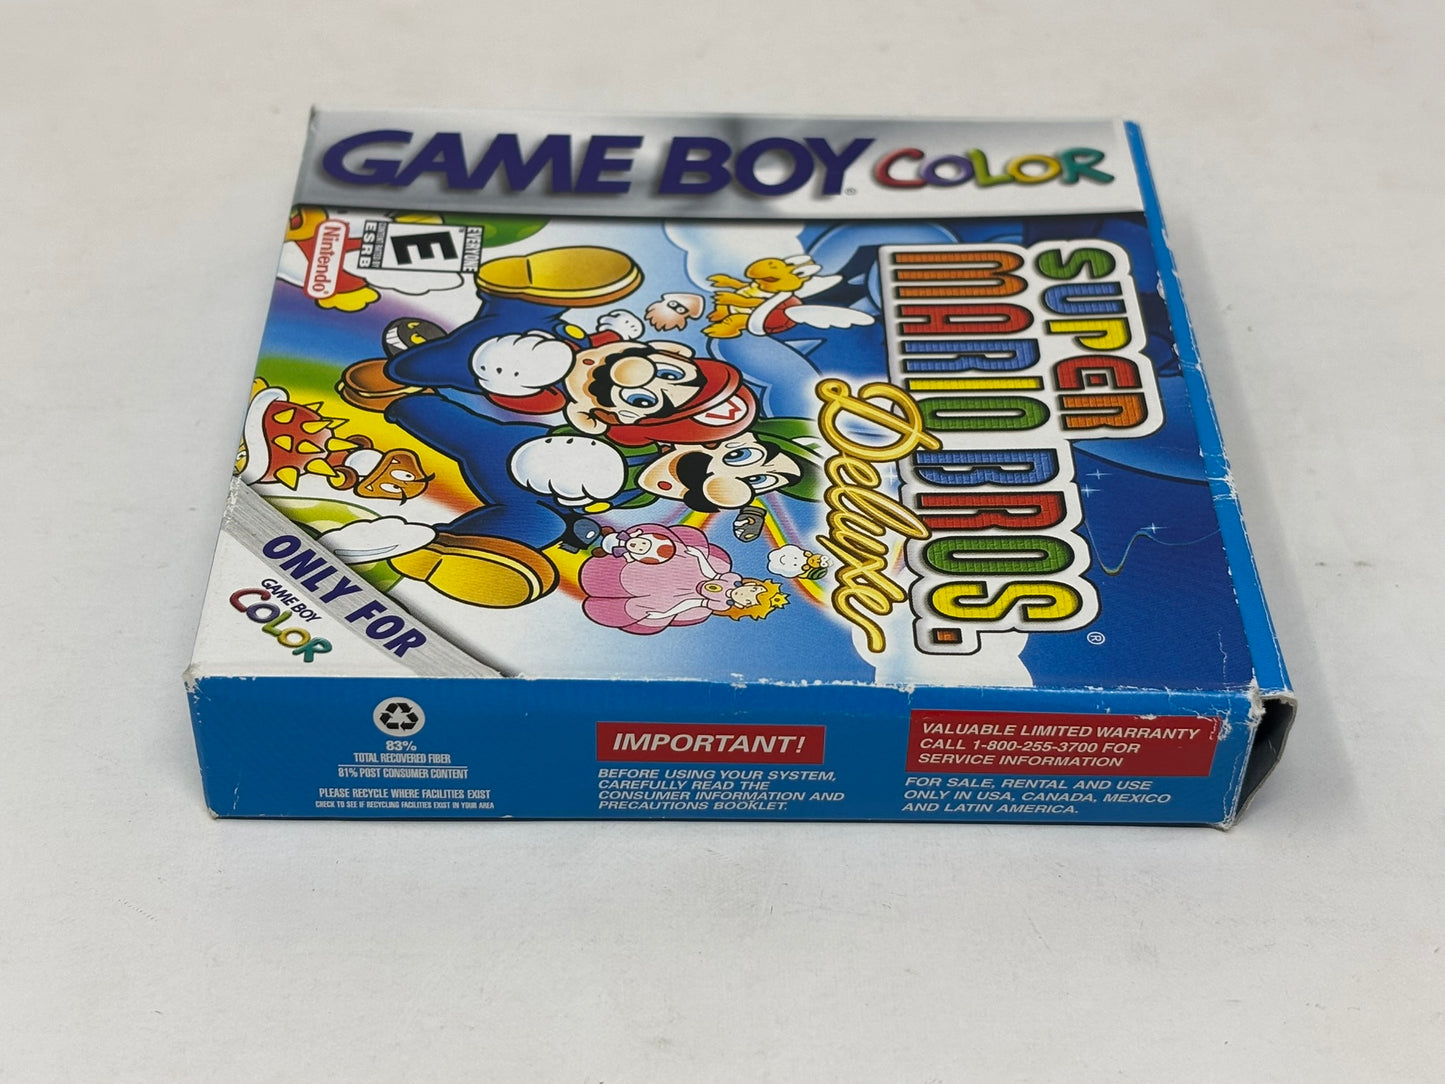 GAME BOY COLOR
SUPER
MARIO BROS.®
Deluxe
EVERYONE
E
CONTENT RATED BY
ESRB
Nintendo®
M
ONLY FOR
GAME BOY
COLOR
83%
TOTAL RECOVERED FIBER
81% POST CONSUMER CONTENT
PLEASE RECYCLE WHERE FACILITIES EXIST
CHECK TO SEE IF RECYCLING FACILITIES EXIST IN YOUR AREA
IMPORTANT!
BEFORE USING YOUR SYSTEM,
CAREFULLY READ THE
CONSUMER INFORMATION AND
PRECAUTIONS BOOKLET.
VALUABLE LIMITED WARRANTY
CALL 1-800-255-3700 FOR
SERVICE INFORMATION
FOR SALE, RENTAL AND USE
ONLY IN USA, CANADA, MEXICO
AND LATIN AMERICA.